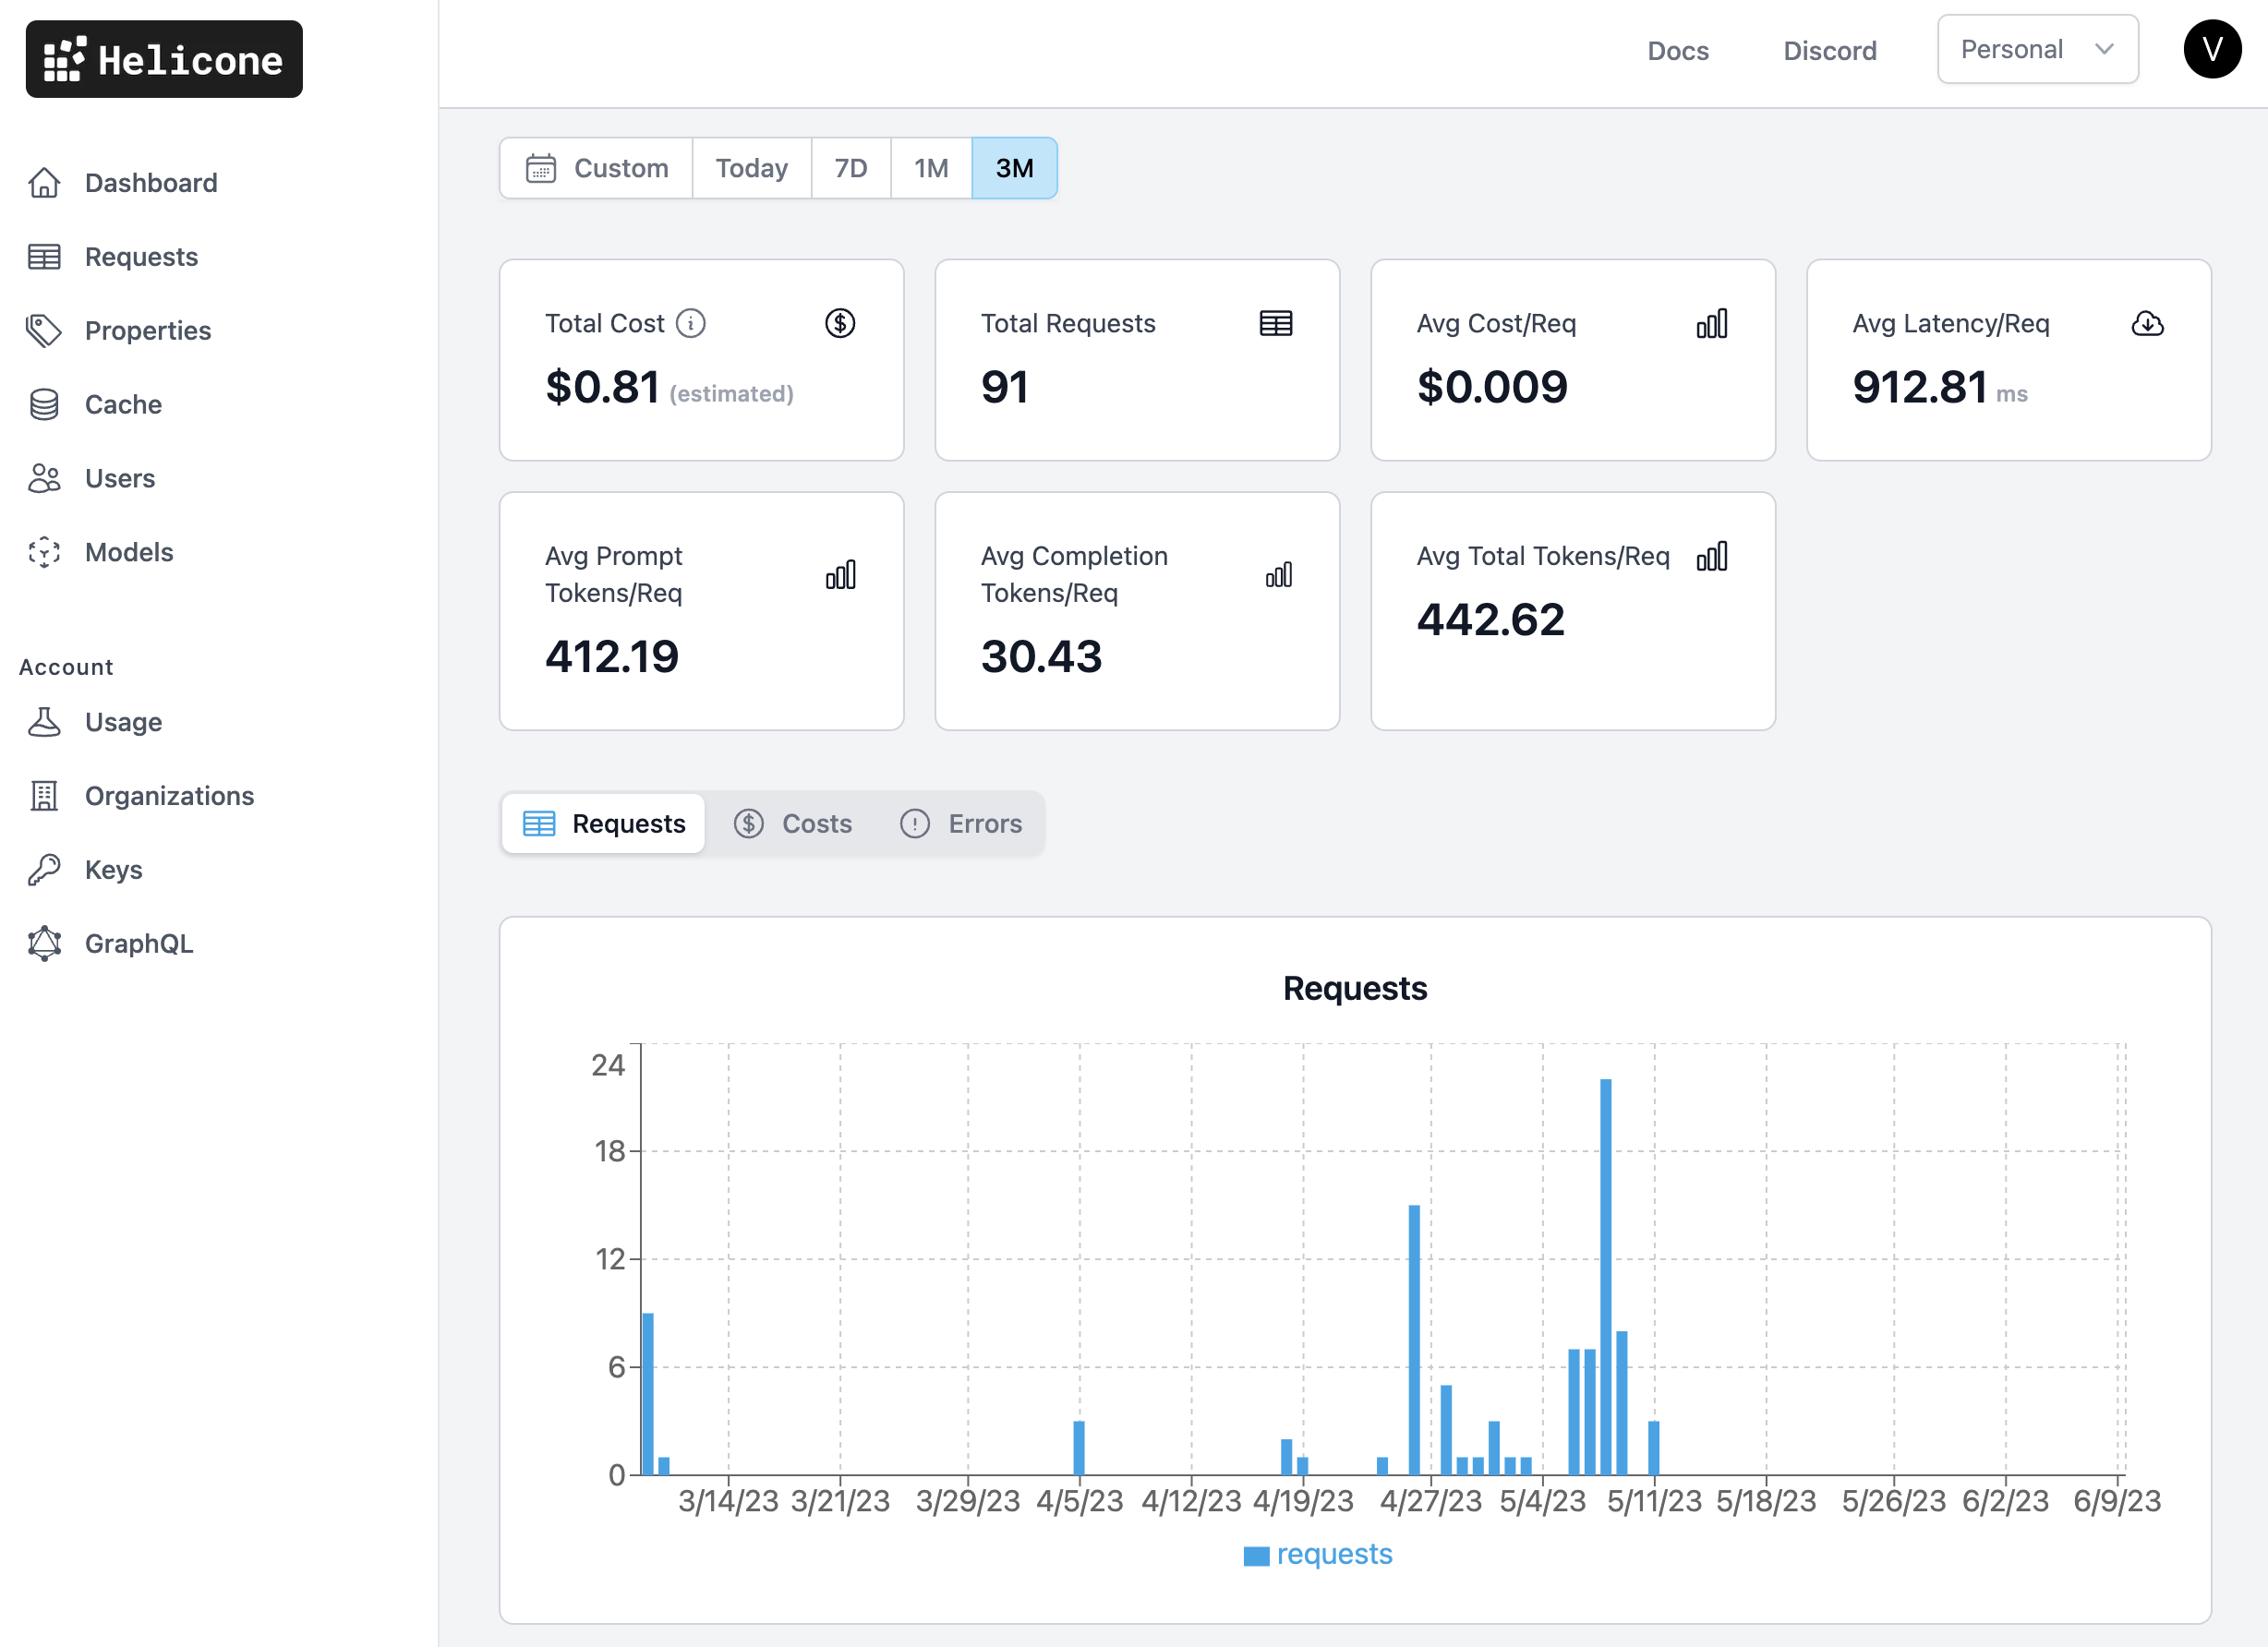 Helicone
Docs
Discord
Personal
V
Dashboard
Requests
Properties
Cache
Users
Models
Account
Usage
Organizations
Keys
GraphQL
Custom
Today
7D
1M
3M
Total Cost
$0.81 (estimated)
Total Requests
91
Avg Cost/Req
$0.009
Avg Latency/Req
912.81 ms
Avg Prompt
Tokens/Req
412.19
Avg Completion
Tokens/Req
30.43
Avg Total Tokens/Req
442.62
Requests
Costs
Errors
Requests
24
18
12
6
0
3/14/23 3/21/23 3/29/23 4/5/23 4/12/23 4/19/23 4/27/23 5/4/23 5/11/23 5/18/23 5/26/23 6/2/23 6/9/23
requests